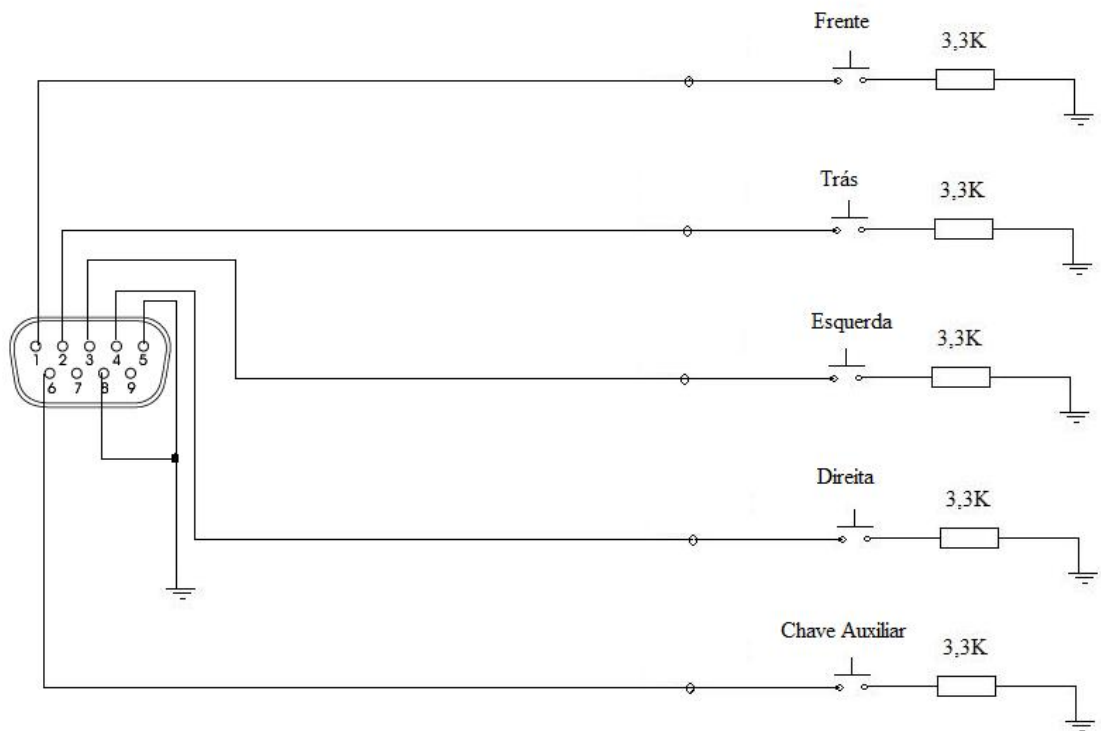 Frente
3,3K
Trás
3,3K
Esquerda
3,3K
1 2 3 4 5
6 7 8 9
Direita
3,3K
Chave Auxiliar
3,3K